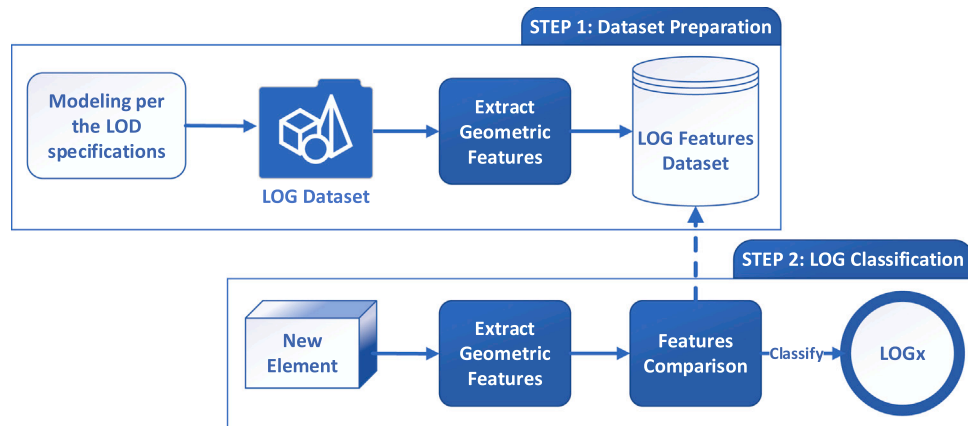 STEP 1: Dataset Preparation
Modeling per
the LOD
specifications
LOG Dataset
Extract
Geometric
Features
LOG Features
Dataset
STEP 2: LOG Classification
New
Element
Extract
Geometric
Features
Features
Comparison
Classify
LOGx